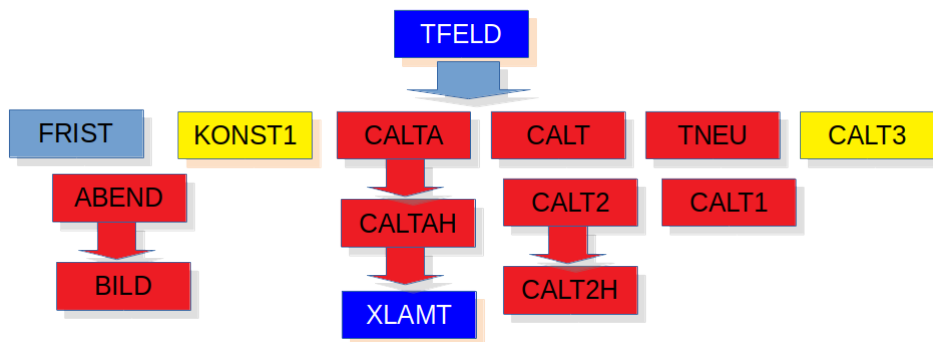 TFELD
FRIST
KONST1
CALTA
CALT
TNEU
CALT3
ABEND
CALTAH
CALT2
CALT1
BILD
XLAMT
CALT2H